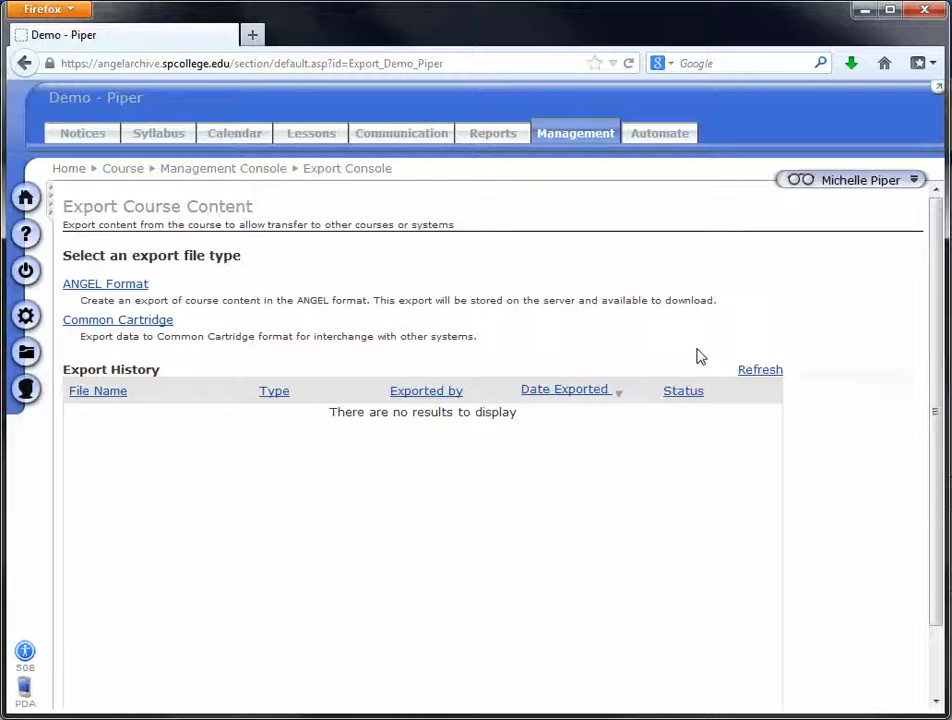 Firefox
Demo - Piper
https://angelarchive.spcollege.edu/section/default.asp?id=Export_Demo_Piper
Google
Demo - Piper
Notices Syllabus Calendar Lessons Communication Reports Management Automate
Home Course Management Console Export Console
Michelle Piper
Export Course Content
Export content from the course to allow transfer to other courses or systems
Select an export file type
ANGEL Format
Create an export of course content in the ANGEL format. This export will be stored on the server and available to download.
Common Cartridge
Export data to Common Cartridge format for interchange with other systems.
Export History Refresh
File Name Type Exported by Date Exported Status
There are no results to display
508
PDA